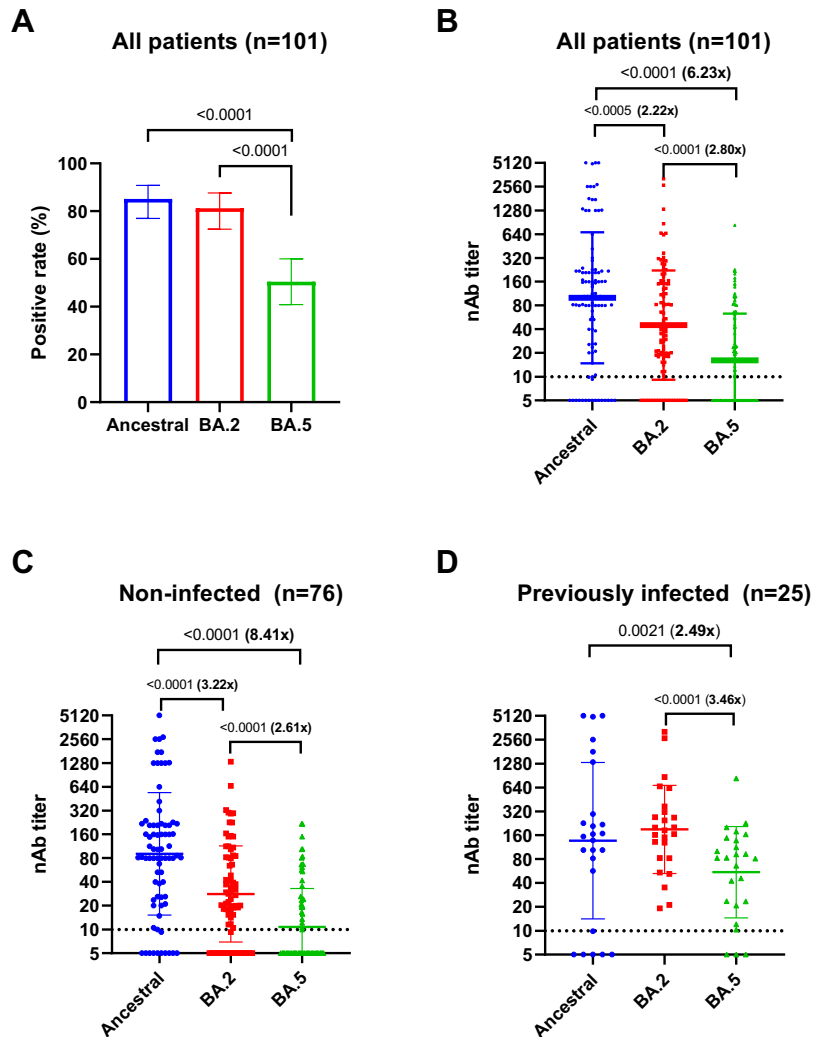 A
All patients (n=101)
<0.0001
<0.0001
Positive rate (%)
100
80
60
40
20
0
Ancestral BA.2 BA.5
B
All patients (n=101)
<0.0001 (6.23x)
<0.0005 (2.22x)
<0.0001 (2.80x)
nAb titer
5120
2560
1280
640
320
160
80
40
20
10
5
Ancestral
BA.2
BA.5
C
Non-infected (n=76)
<0.0001 (8.41x)
<0.0001 (3.22x)
<0.0001 (2.61x)
nAb titer
5120
2560
1280
640
320
160
80
40
20
10
5
Ancestral
BA.2
BA.5
D
Previously infected (n=25)
0.0021 (2.49x)
<0.0001 (3.46x)
nAb titer
5120
2560
1280
640
320
160
80
40
20
10
5
Ancestral
BA.2
BA.5